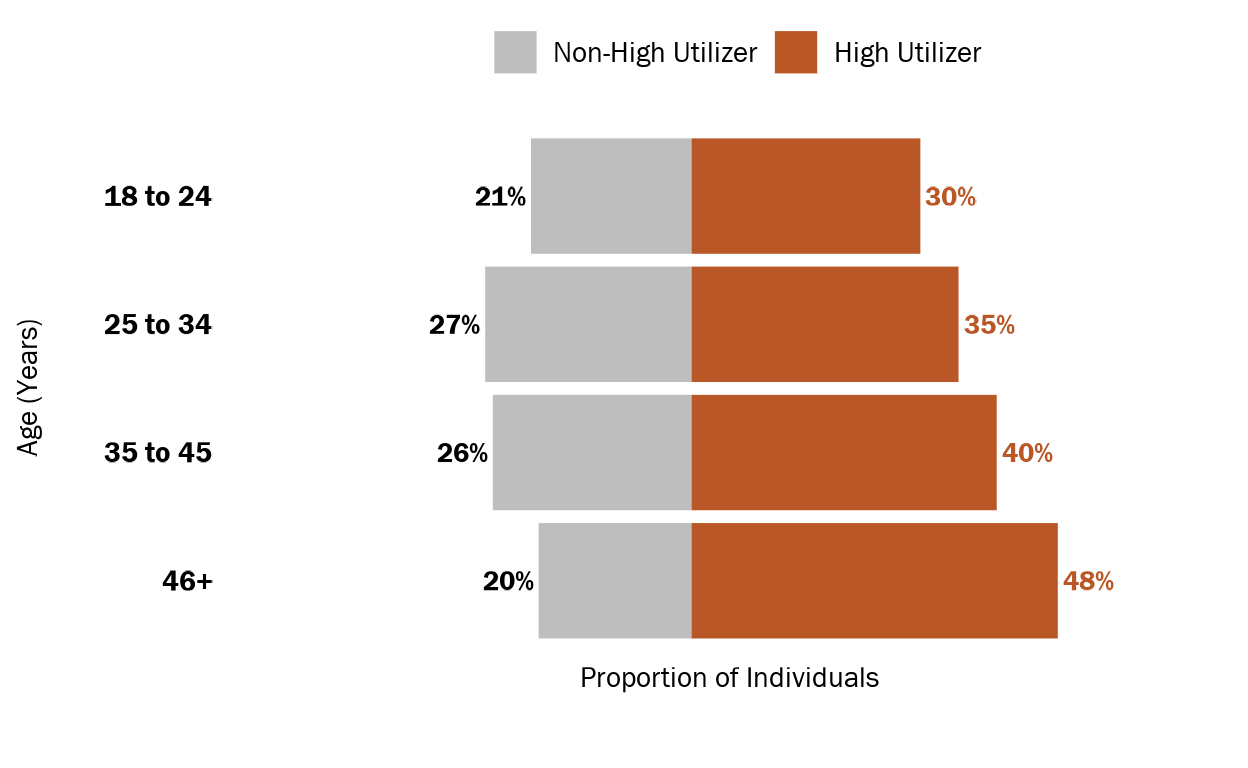 Non-High Utilizer High Utilizer
18 to 24 21% 30%
25 to 34 27% 35%
35 to 45 26% 40%
46+ 20% 48%
Age (Years)
Proportion of Individuals